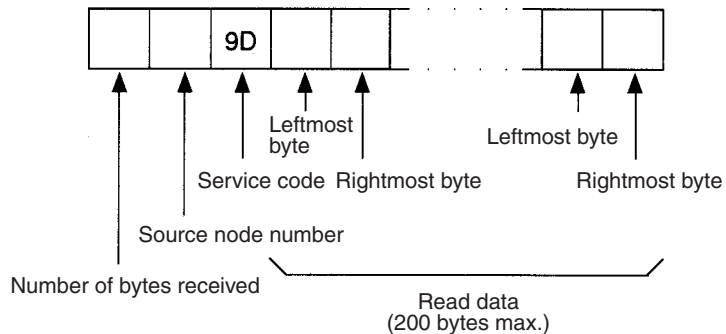 9D
Leftmost
byte
Leftmost byte
Service code
Rightmost byte
Rightmost byte
Source node number
Number of bytes received
Read data
(200 bytes max.)